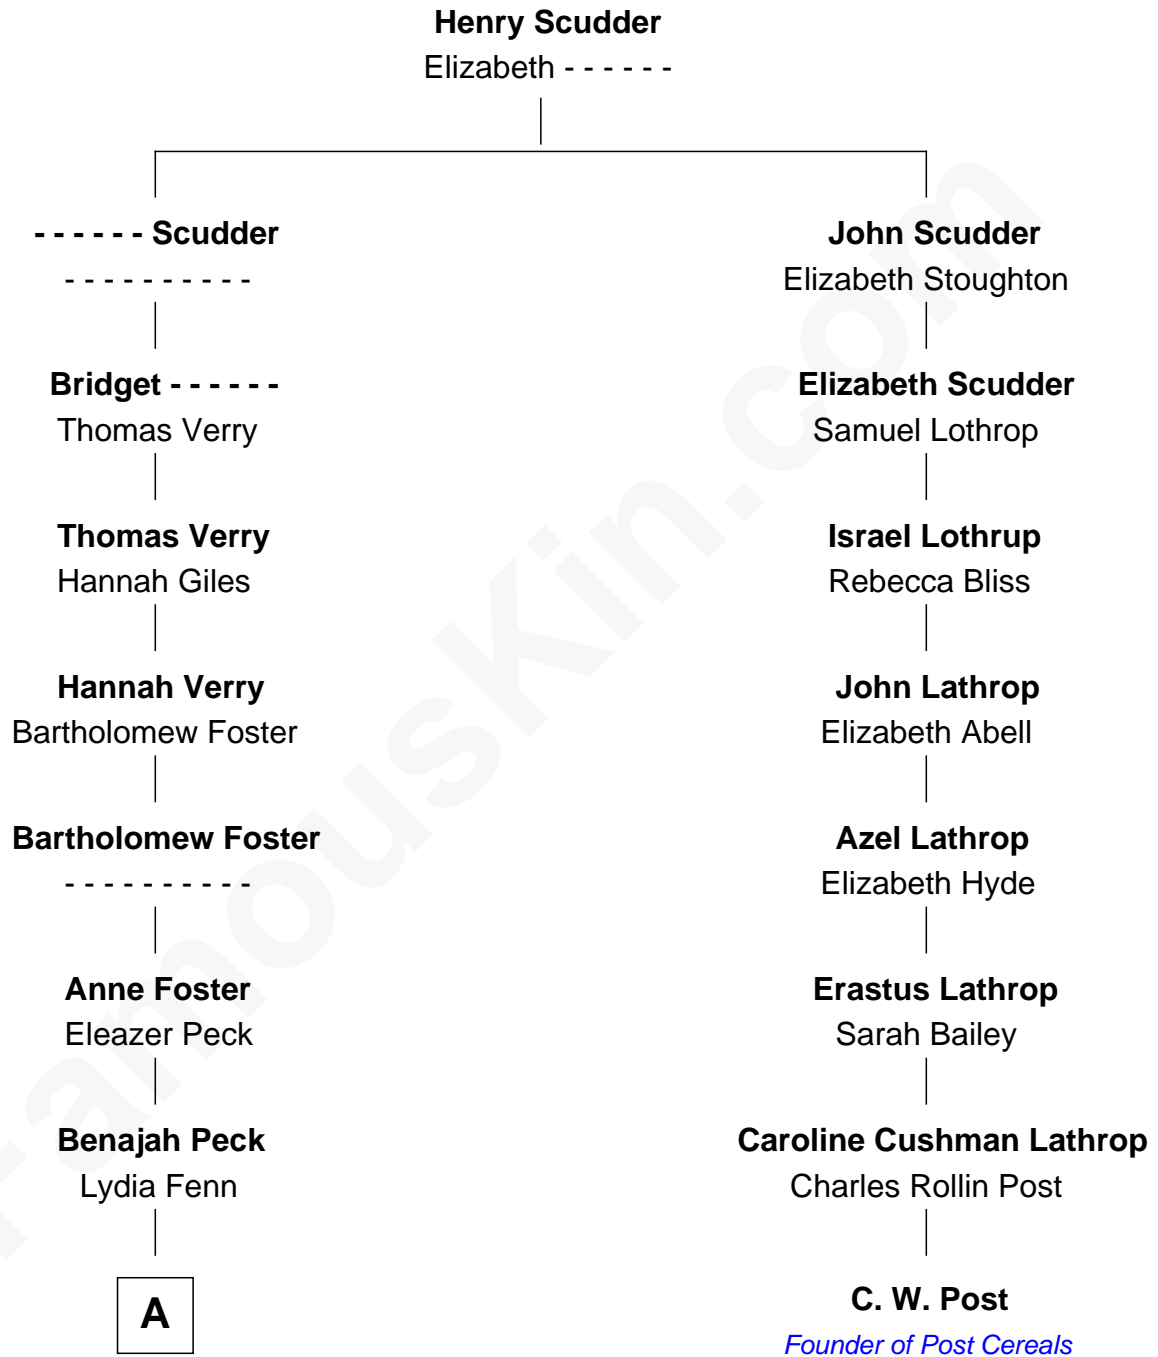 Henry Scudder
Elizabeth - - - - - -
- - - - - - Scudder
- - - - - - - - - -
John Scudder
Elizabeth Stoughton
Bridget - - - - - -
Thomas Verry
Elizabeth Scudder
Samuel Lothrop
Thomas Verry
Hannah Giles
Israel Lothrup
Rebecca Bliss
Hannah Verry
Bartholomew Foster
John Lathrop
Elizabeth Abell
Bartholomew Foster
- - - - - - - - - -
Azel Lathrop
Elizabeth Hyde
Anne Foster
Eleazer Peck
Erastus Lathrop
Sarah Bailey
Benajah Peck
Lydia Fenn
Caroline Cushman Lathrop
Charles Rollin Post
A
C. W. Post
Founder of Post Cereals
FamousKin.com